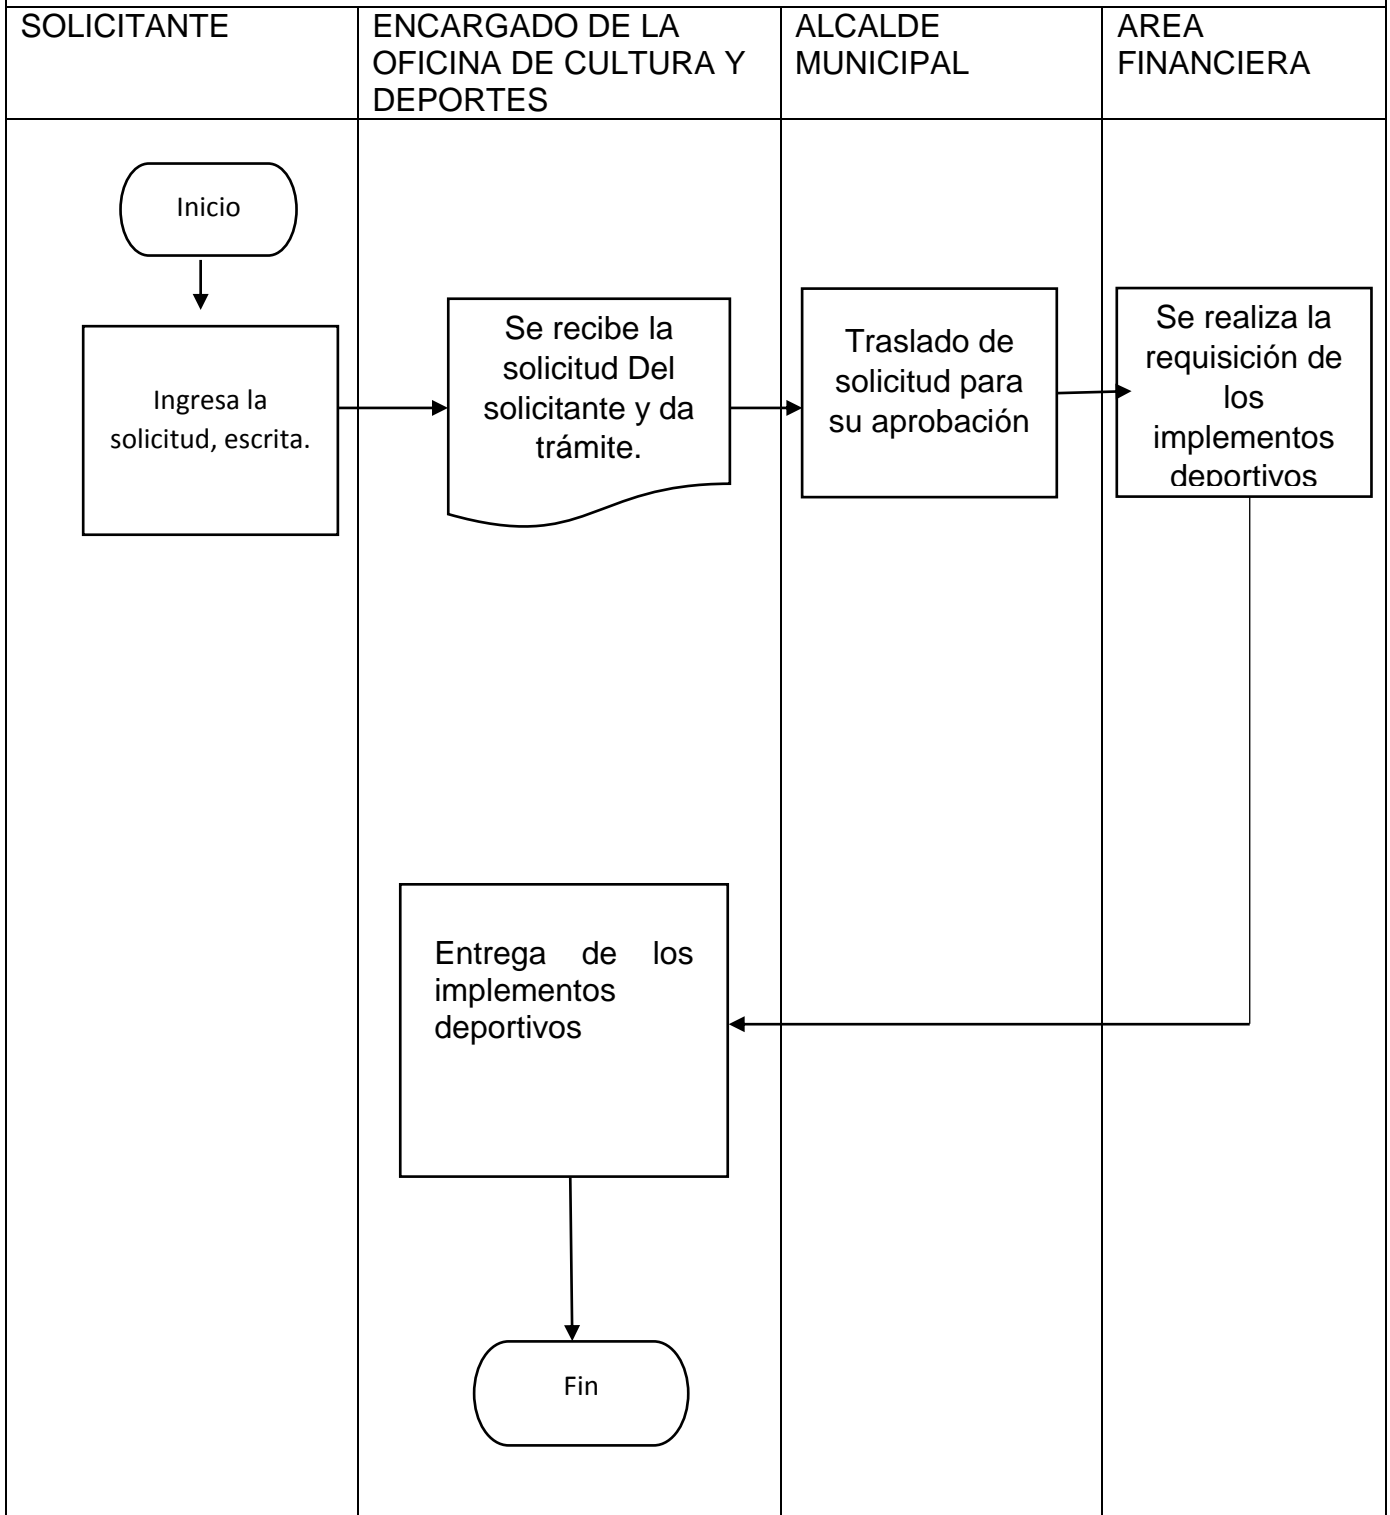 SOLICITANTE
ENCARGADO DE LA
OFICINA DE CULTURA Y
DEPORTES
ALCALDE
MUNICIPAL
AREA
FINANCIERA
Inicio
Ingresa la
solicitud, escrita.
Se recibe la
solicitud Del
solicitante y da
trámite.
Traslado de
solicitud para
su aprobación
Se realiza la
requisición de
los
implementos
deportivos
Entrega de los
implementos
deportivos
Fin